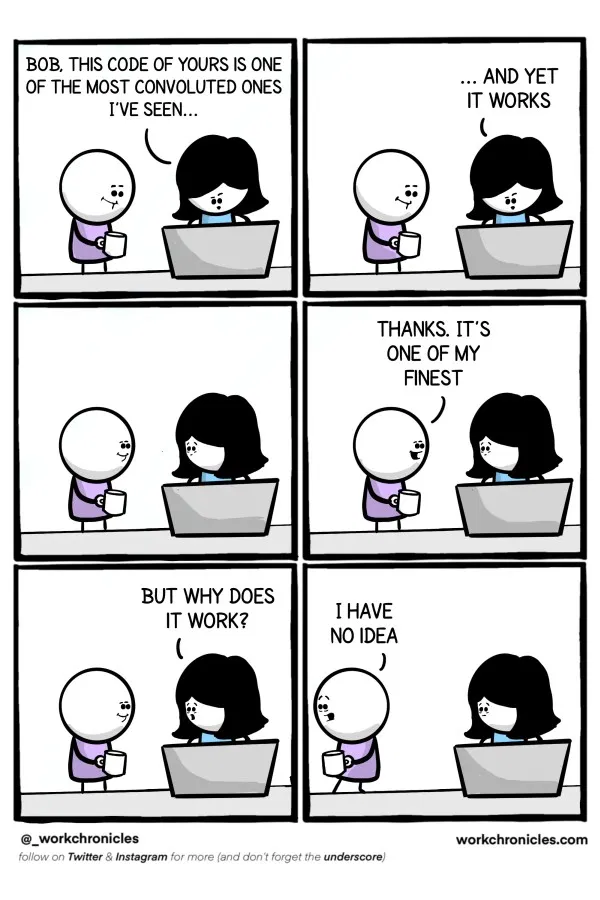 BOB, THIS CODE OF YOURS IS ONE
OF THE MOST CONVOLUTED ONES
I'VE SEEN...
... AND YET
IT WORKS
THANKS. IT'S
ONE OF MY
FINEST
BUT WHY DOES
IT WORK?
I HAVE
NO IDEA
@_workchronicles
workchronicles.com
follow on Twitter & Instagram for more (and don't forget the underscore)